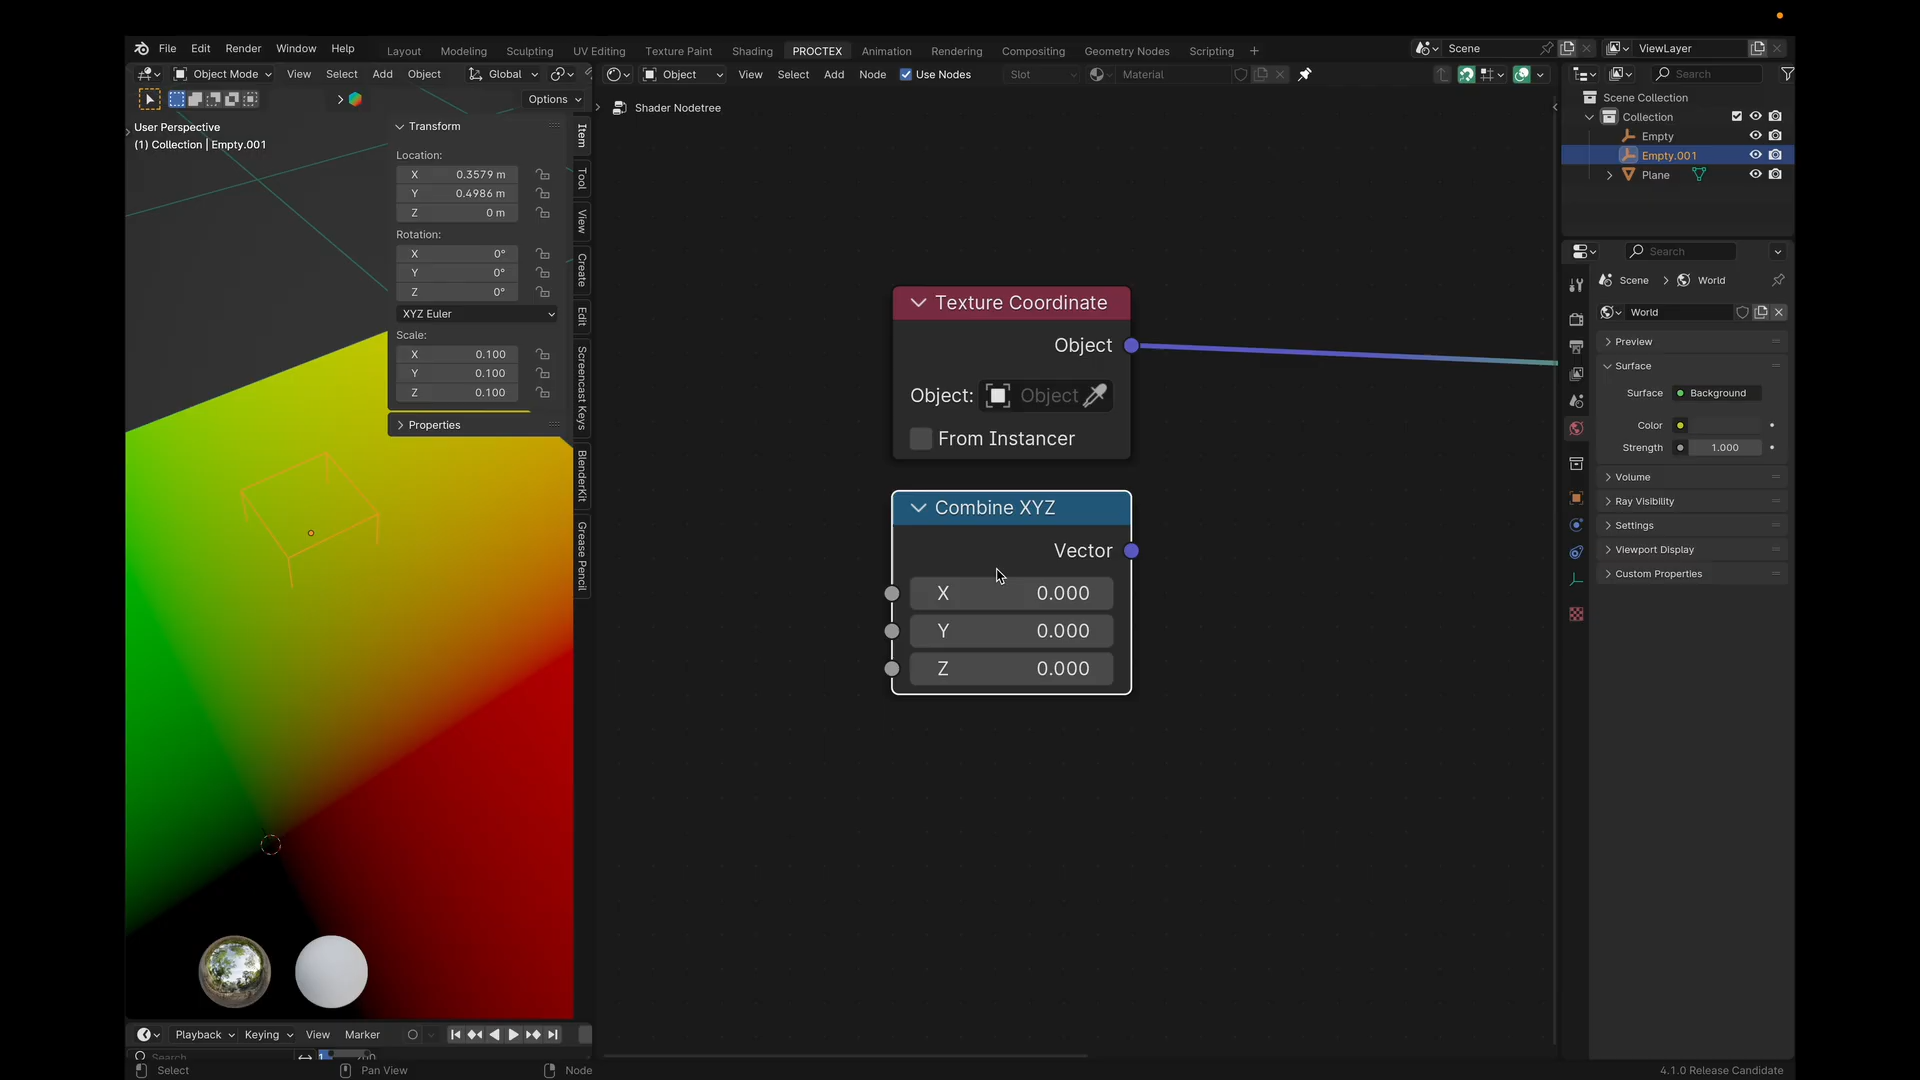 File Edit Render Window Help
Layout Modeling Sculpting UV Editing Texture Paint Shading PROCTEX Animation Rendering Compositing Geometry Nodes Scripting +
Scene
ViewLayer
Object Mode View Select Add Object Global
Object View Select Add Node Use Nodes Slot Material
Search
Options
User Perspective
(1) Collection | Empty.001
Transform
Location:
X 0.3579 m
Y 0.4986 m
Z 0 m
Rotation:
X 0°
Y 0°
Z 0°
XYZ Euler
Scale:
X 0.100
Y 0.100
Z 0.100
Properties
Item
Tool
View
Create
Edit
Screencast Keys
BlenderKit
Grease Pencil
Shader Nodetree
Texture Coordinate
Object
Object: Object
From Instancer
Combine XYZ
Vector
X 0.000
Y 0.000
Z 0.000
Scene Collection
Collection
Empty
Empty.001
Plane
Search
Scene World
World
Preview
Surface
Surface Background
Color
Strength 1.000
Volume
Ray Visibility
Settings
Viewport Display
Custom Properties
Playback Keying View Marker
Search
Select Pan View Node
4.1.0 Release Candidate